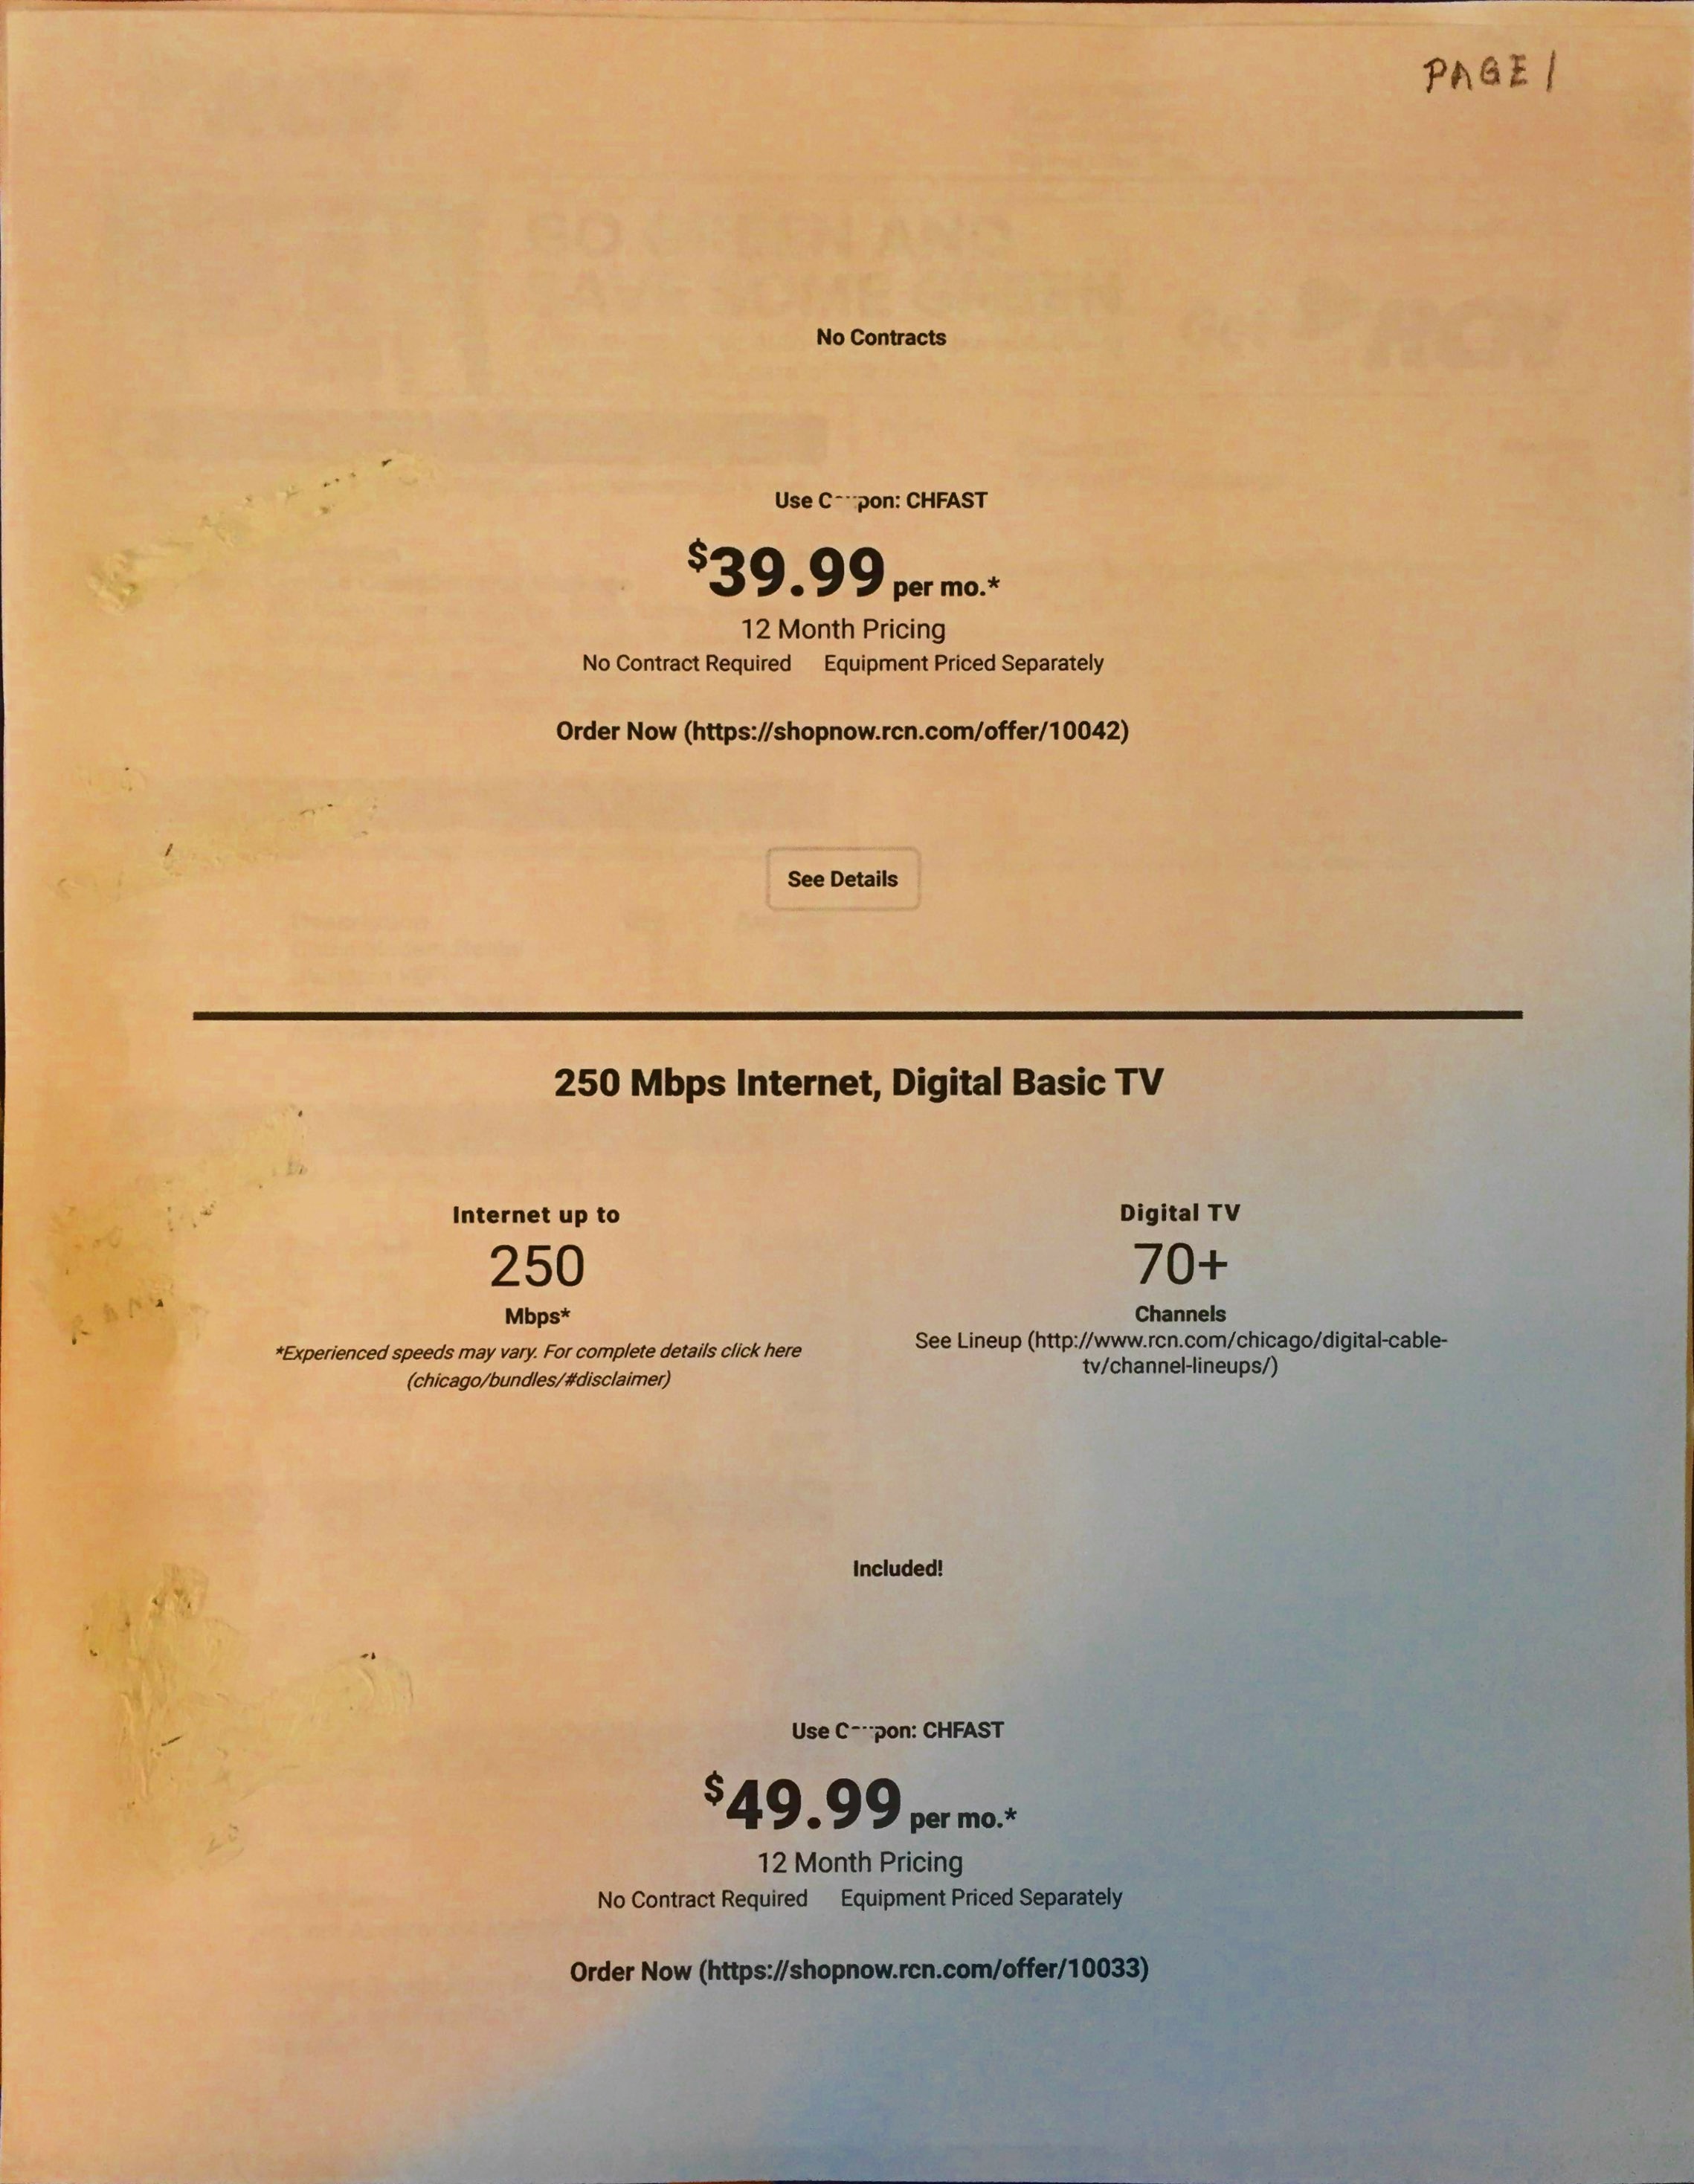 PAGE 1
No Contracts
Use C---pon: CHFAST
$39.99 per mo.*
12 Month Pricing
No Contract Required Equipment Priced Separately
Order Now (https://shopnow.rcn.com/offer/10042)
See Details
250 Mbps Internet, Digital Basic TV
Internet up to
250
Mbps*
*Experienced speeds may vary. For complete details click here
(chicago/bundles/#disclaimer)
Digital TV
70+
Channels
See Lineup (http://www.rcn.com/chicago/digital-cable-
tv/channel-lineups/)
Included!
Use C---pon: CHFAST
$49.99 per mo.*
12 Month Pricing
No Contract Required Equipment Priced Separately
Order Now (https://shopnow.rcn.com/offer/10033)